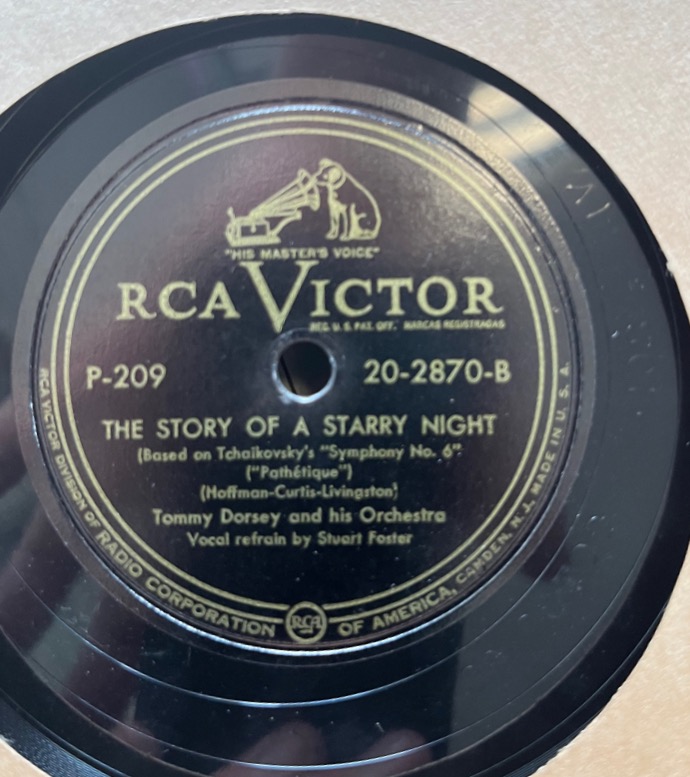 "HIS MASTER'S VOICE"
RCA VICTOR
REG. U. S. PAT. OFF. MARCAS REGISTRADAS
P-209 20-2870-B
THE STORY OF A STARRY NIGHT
(Based on Tchaikovsky's "Symphony No. 6"
("Pathétique")
(Hoffman-Curtis-Livingston)
Tommy Dorsey and his Orchestra
Vocal refrain by Stuart Foster
RCA VICTOR DIVISION OF RADIO CORPORATION RCA OF AMERICA, CAMDEN, N. J. MADE IN U. S. A.